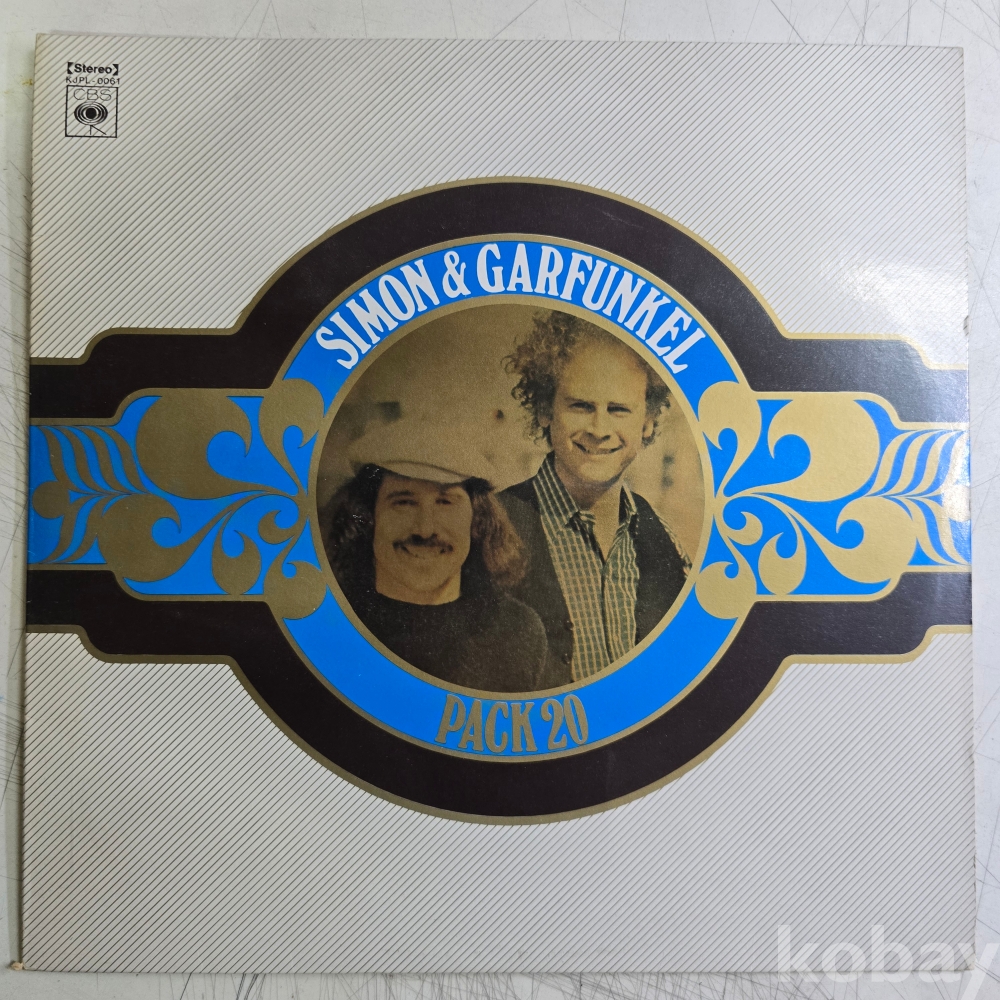 【Stereo】
KJPL-0061
CBS
SIMON & GARFUNKEL
PACK 20
kobay